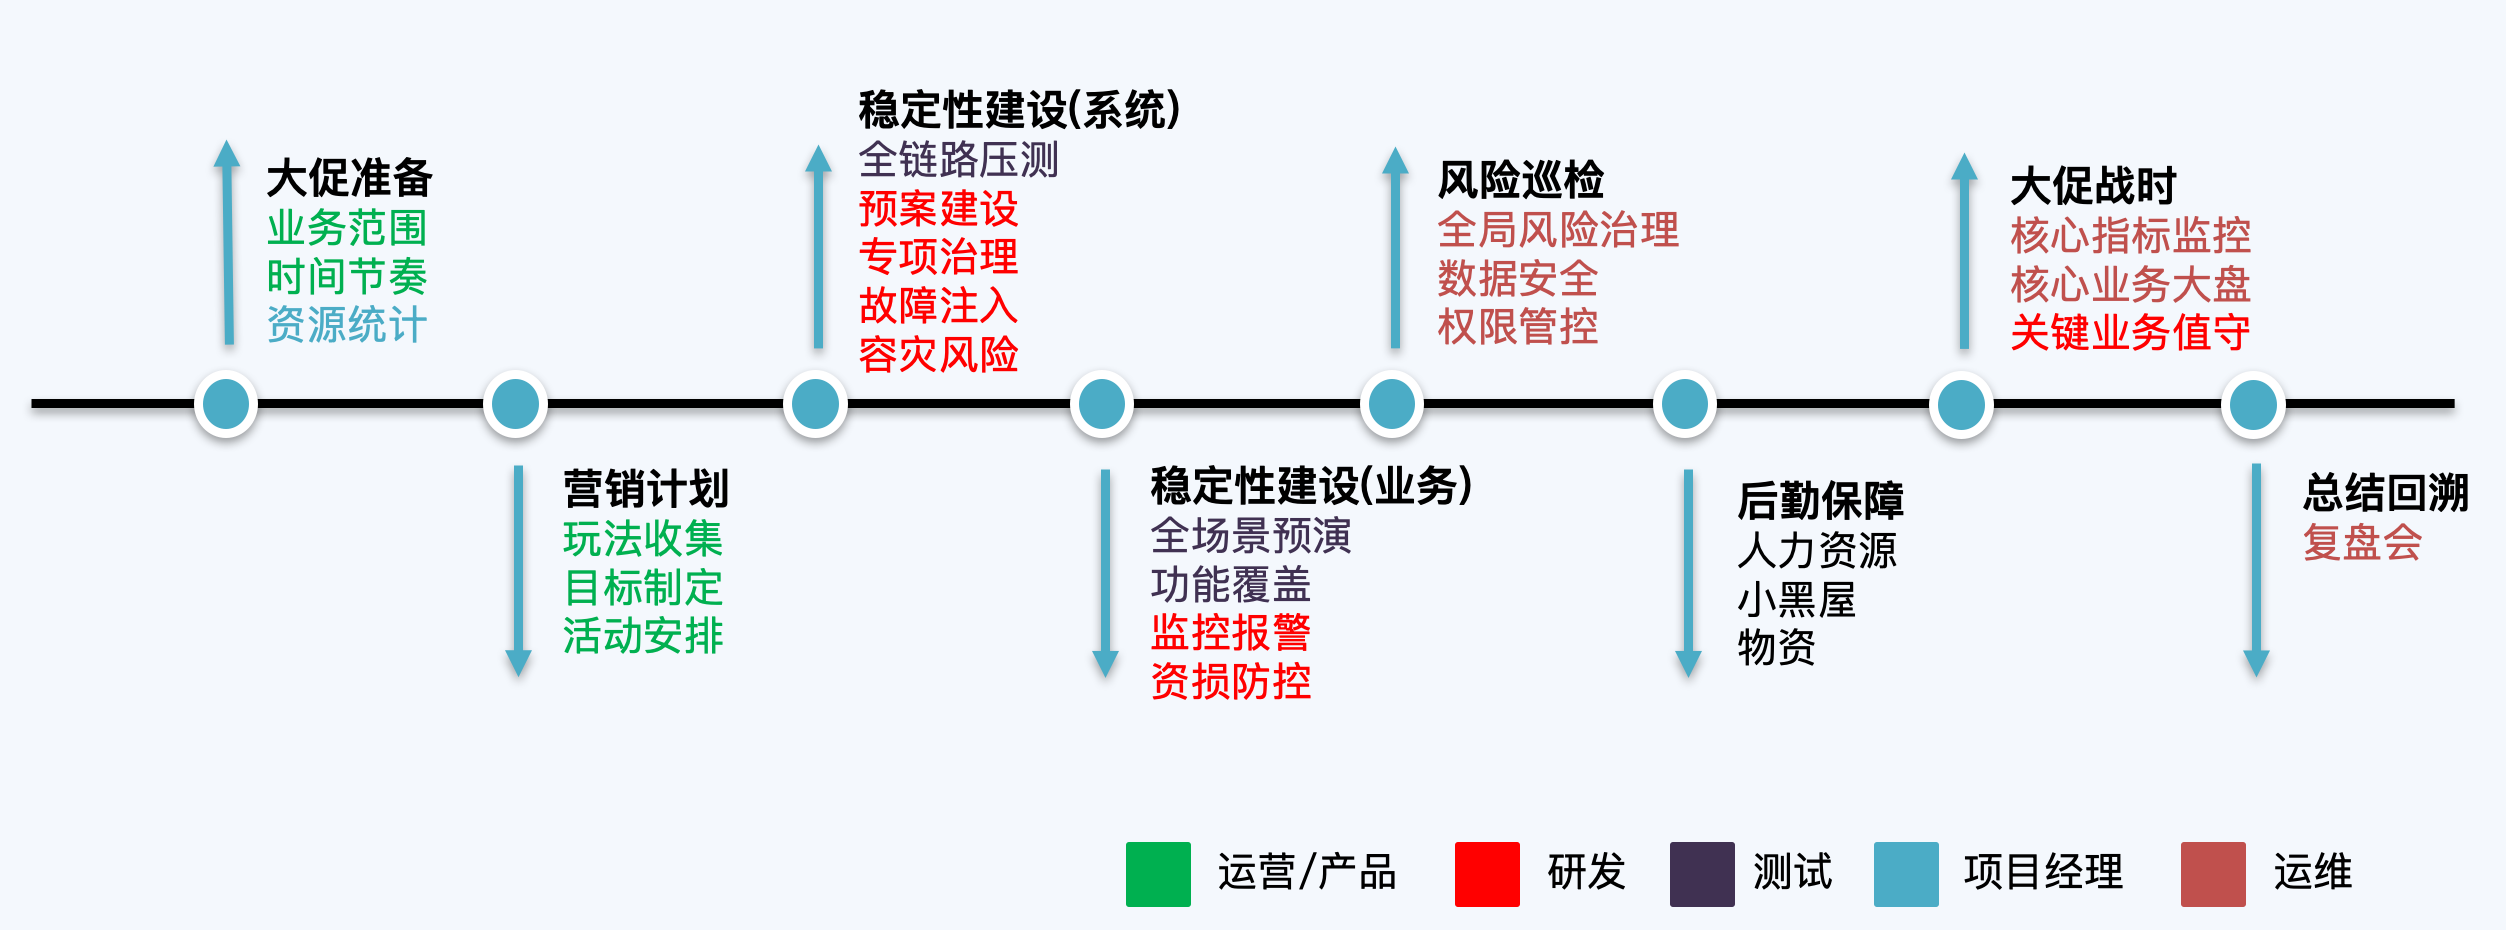 大促准备
业务范围
时间节奏
资源统计
营销计划
玩法收集
目标制定
活动安排
稳定性建设(系统)
全链路压测
预案建设
专项治理
故障注入
容灾风险
稳定性建设(业务)
全场景预演
功能覆盖
监控报警
资损防控
风险巡检
全局风险治理
数据安全
权限管控
后勤保障
人力资源
小黑屋
物资
大促战时
核心指标监控
核心业务大盘
关键业务值守
总结回溯
复盘会
运营/产品
研发
测试
项目经理
运维